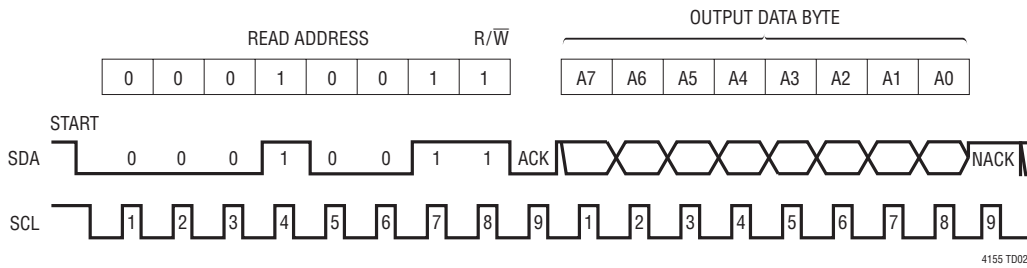 OUTPUT DATA BYTE
READ ADDRESS R/W̅
0 0 0 1 0 0 1 1 A7 A6 A5 A4 A3 A2 A1 A0
START
SDA 0 0 0 1 0 0 1 1 ACK NACK
SCL 1 2 3 4 5 6 7 8 9 1 2 3 4 5 6 7 8 9
4155 TD02